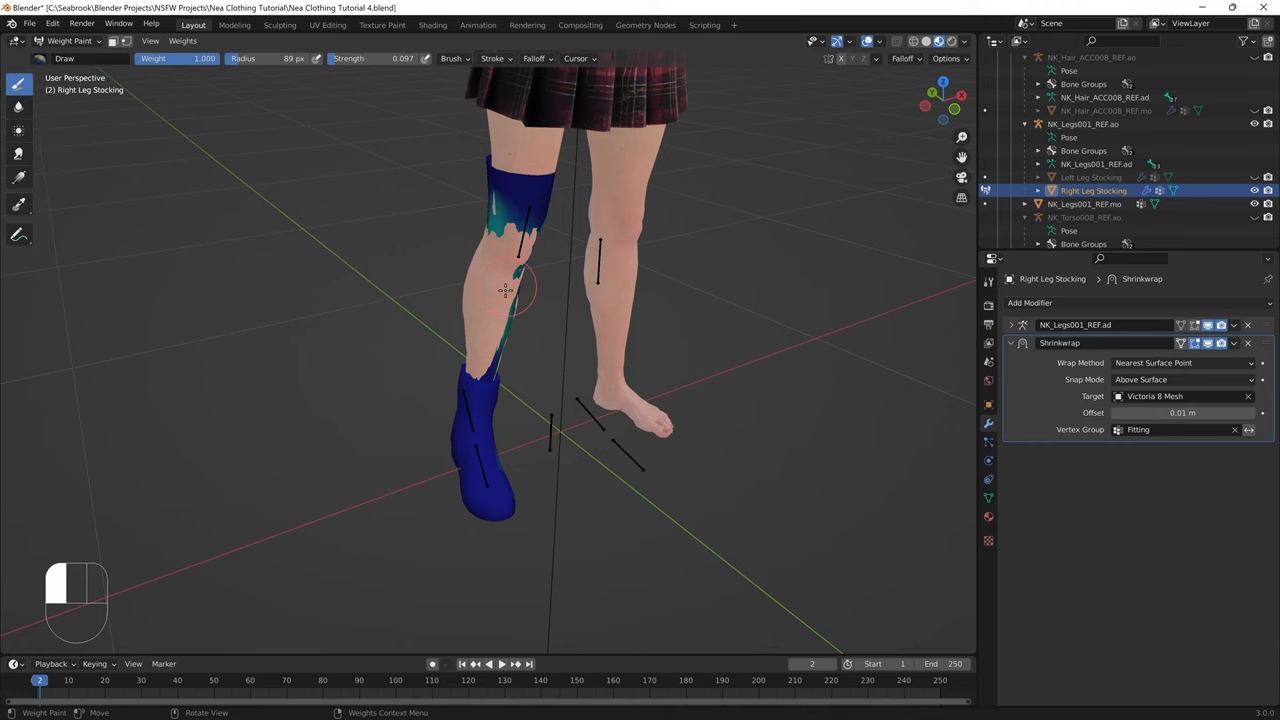 Blender* [C:\Seabrook\Blender Projects\NSFW Projects\Nea Clothing Tutorial\Nea Clothing Tutorial 4.blend]
File Edit Render Window Help Layout Modeling Sculpting UV Editing Texture Paint Shading Animation Rendering Compositing Geometry Nodes Scripting Scene ViewLayer
Weight Paint View Weights
Draw Weight 1.000 Radius 89 px Strength 0.097 Brush Stroke Falloff Cursor X Y Z Falloff Options
User Perspective
(2) Right Leg Stocking
Z
Y
X
NK_Hair_ACC008_REF.ao
Pose
Bone Groups
NK_Hair_ACC008_REF.ad
NK_Hair_ACC008_REF.mo
NK_Legs001_REF.ao
Pose
Bone Groups
NK_Legs001_REF.ad
Left Leg Stocking
Right Leg Stocking
NK_Legs001_REF.mo
NK_Torso008_REF.ao
Pose
Bone Groups
Right Leg Stocking Shrinkwrap
Add Modifier
NK_Legs001_REF.ad
Shrinkwrap
Wrap Method Nearest Surface Point
Snap Mode Above Surface
Target Victoria 8 Mesh
Offset 0.01 m
Vertex Group Fitting
Playback Keying View Marker 2 Start 1 End 250
2 10 20 30 40 50 60 70 80 90 100 110 120 130 140 150 160 170 180 190 200 210 220 230 240 250
Weight Paint Move Rotate View Weights Context Menu 3.0.0